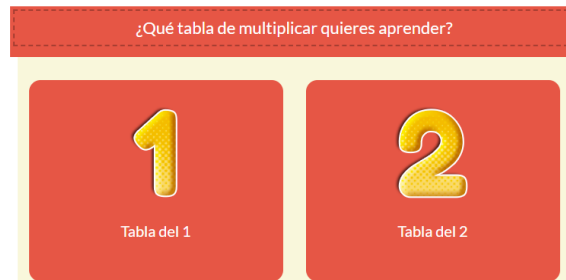 ¿Qué tabla de multiplicar quieres aprender?
1 2
Tabla del 1 Tabla del 2